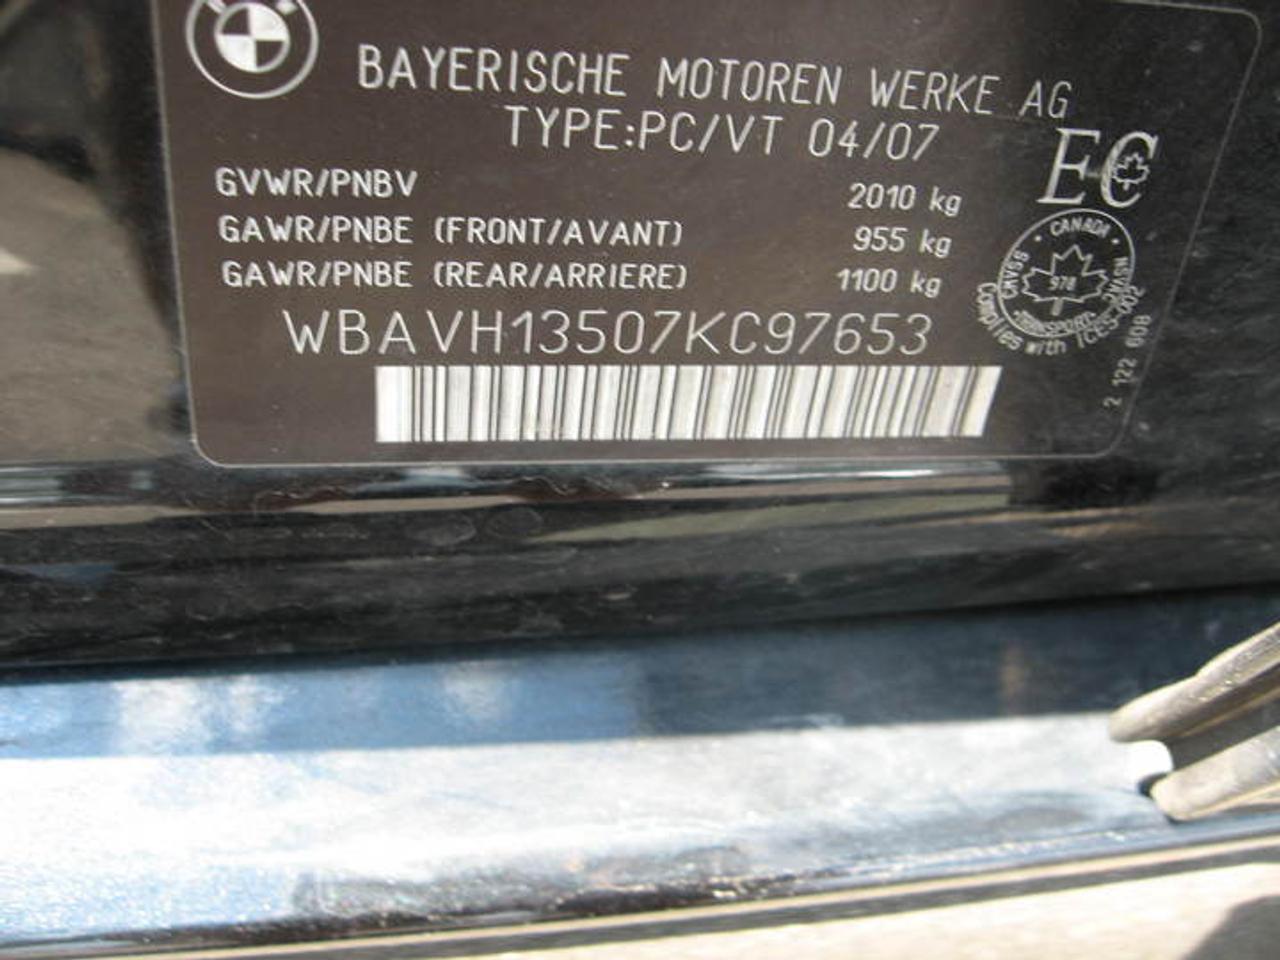 BAYERISCHE MOTOREN WERKE AG
TYPE:PC/VT 04/07
EC
GVWR/PNBV 2010 kg
GAWR/PNBE (FRONT/AVANT) 955 kg
GAWR/PNBE (REAR/ARRIERE) 1100 kg
WBAVH13507KC97653
CANADA
978
TRANSPORT
Complies with ICES-002
2 122 608